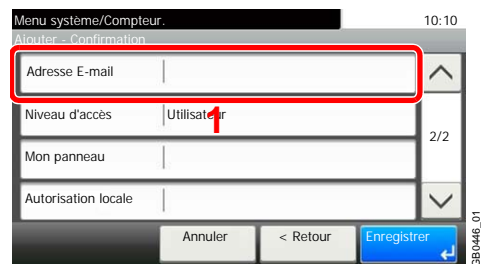 Menu système/Compteur. 10:10
Ajouter - Confirmation
Adresse E-mail
Niveau d'accès Utilisateur
1
2/2
Mon panneau
Autorisation locale
Annuler < Retour Enregistrer
GB0446_01